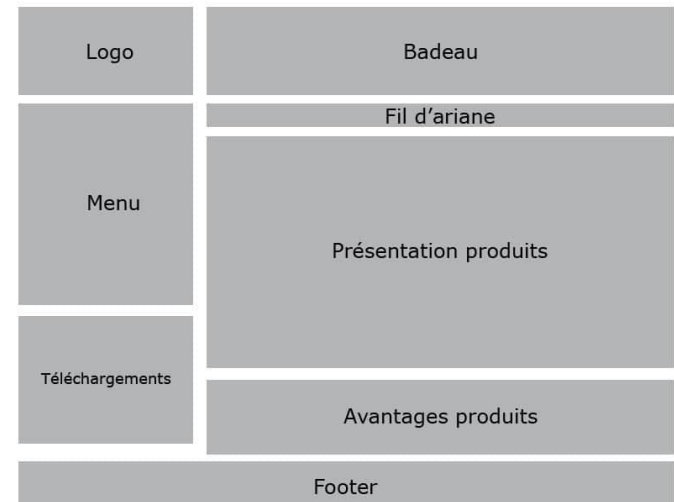 Logo
Badeau
Fil d’ariane
Menu
Présentation produits
Téléchargements
Avantages produits
Footer